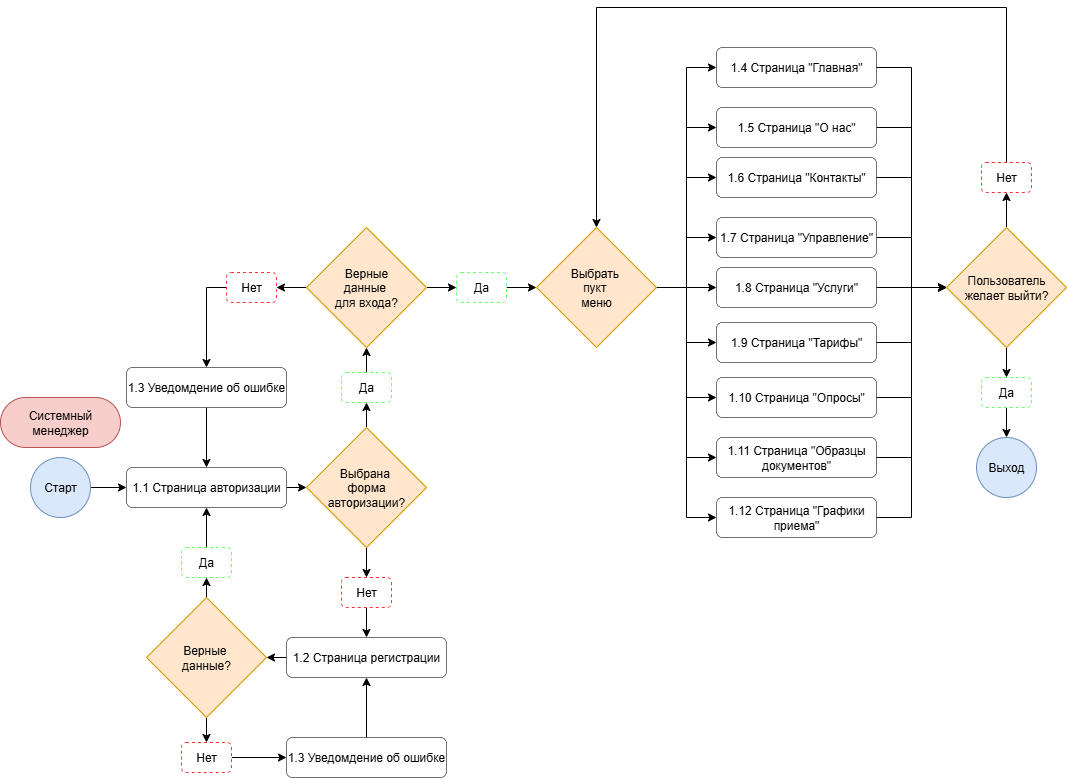 1.4 Страница "Главная"
1.5 Страница "О нас"
1.6 Страница "Контакты"
Нет
1.7 Страница "Управление"
Верные
данные
для входа?
Нет
Да
Выбрать
пукт
меню
1.8 Страница "Услуги"
Пользователь
желает выйти?
1.9 Страница "Тарифы"
1.3 Уведомдение об ошибке
Да
1.10 Страница "Опросы"
Да
Системный
менеджер
1.11 Страница "Образцы
документов"
Выход
Старт
1.1 Страница авторизации
Выбрана
форма
авторизации?
1.12 Страница "Графики
приема"
Да
Нет
Верные
данные?
1.2 Страница регистрации
Нет
1.3 Уведомдение об ошибке